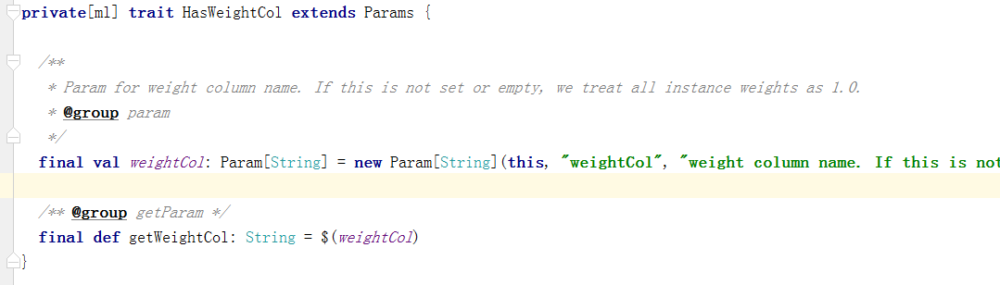 private[ml] trait HasWeightCol extends Params {
/**
* Param for weight column name. If this is not set or empty, we treat all instance weights as 1.0.
* @group param
*/
final val weightCol: Param[String] = new Param[String](this, "weightCol", "weight column name. If this is not
/** @group getParam */
final def getWeightCol: String = $(weightCol)
}